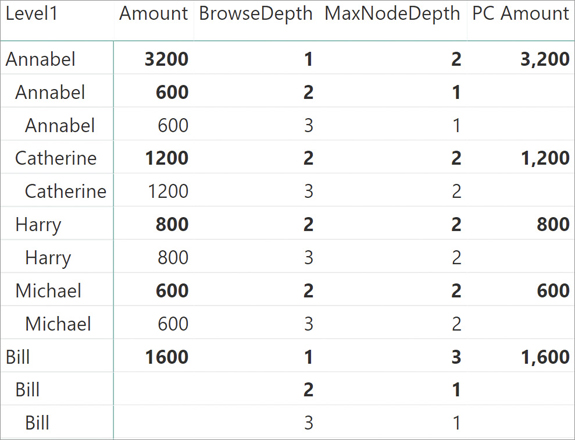 Level1 Amount BrowseDepth MaxNodeDepth PC Amount
Annabel 3200 1 2 3,200
Annabel 600 2 1
Annabel 600 3 1
Catherine 1200 2 2 1,200
Catherine 1200 3 2
Harry 800 2 2 800
Harry 800 3 2
Michael 600 2 2 600
Michael 600 3 2
Bill 1600 1 3 1,600
Bill 2 1
Bill 3 1